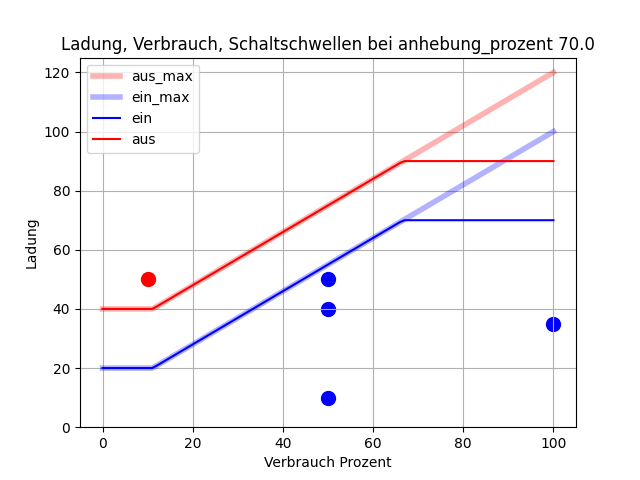 Ladung, Verbrauch, Schaltschwellen bei anhebung_prozent 70.0
aus_max
ein_max
ein
aus
Ladung
120
100
80
60
40
20
0
0 20 40 60 80 100
Verbrauch Prozent